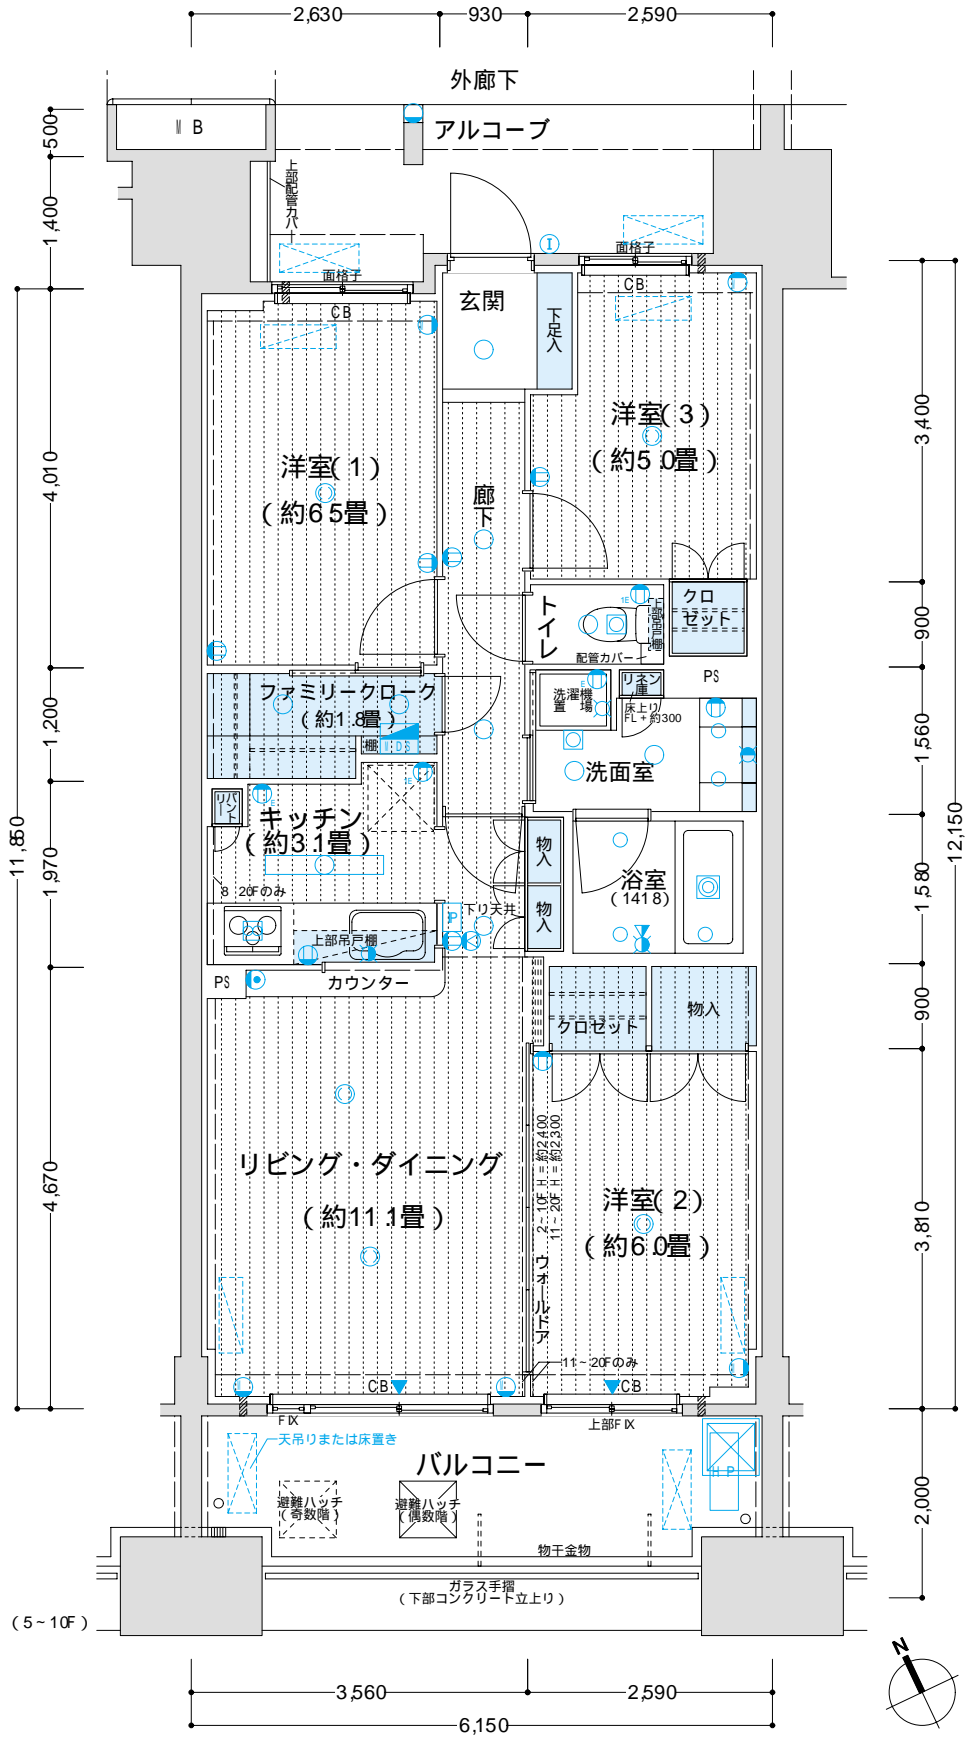 2,630
930
2,590
外廊下
MB
アルコーブ
500
1,400
4,010
1,200
1,970
4,670
11,850
上部配管カバー
面格子
CB
I
面格子
CB
玄関
下足入
洋室(1)
(約6.5畳)
洋室(3)
(約5.0畳)
廊下
トイレ
1E
上部吊戸棚
配管カバー
クロ
ゼット
PS
ファミリークローク
(約1.8畳)
棚
洗濯機
置場
E
リネン
庫
床上り
FL+約300
洗面室
パン
トリー
キッチン
(約3.1畳)
E
1E
8~20Fのみ
上部吊戸棚
カウンター
PS
下り天井
物入
物入
浴室
(1418)
クロゼット
物入
リビング・ダイニング
(約11.1畳)
洋室(2)
(約6.0畳)
2~10F H=約2,400
11~20F H=約2,300
ウォールドア
11~20Fのみ
CB
CB
FIX
上部FIX
天吊りまたは床置き
バルコニー
HP
避難ハッチ
(奇数階)
避難ハッチ
(偶数階)
物干金物
ガラス手摺
(下部コンクリート立上り)
(5~10F)
3,400
900
1,560
1,580
900
3,810
2,000
12,150
3,560
2,590
6,150
N